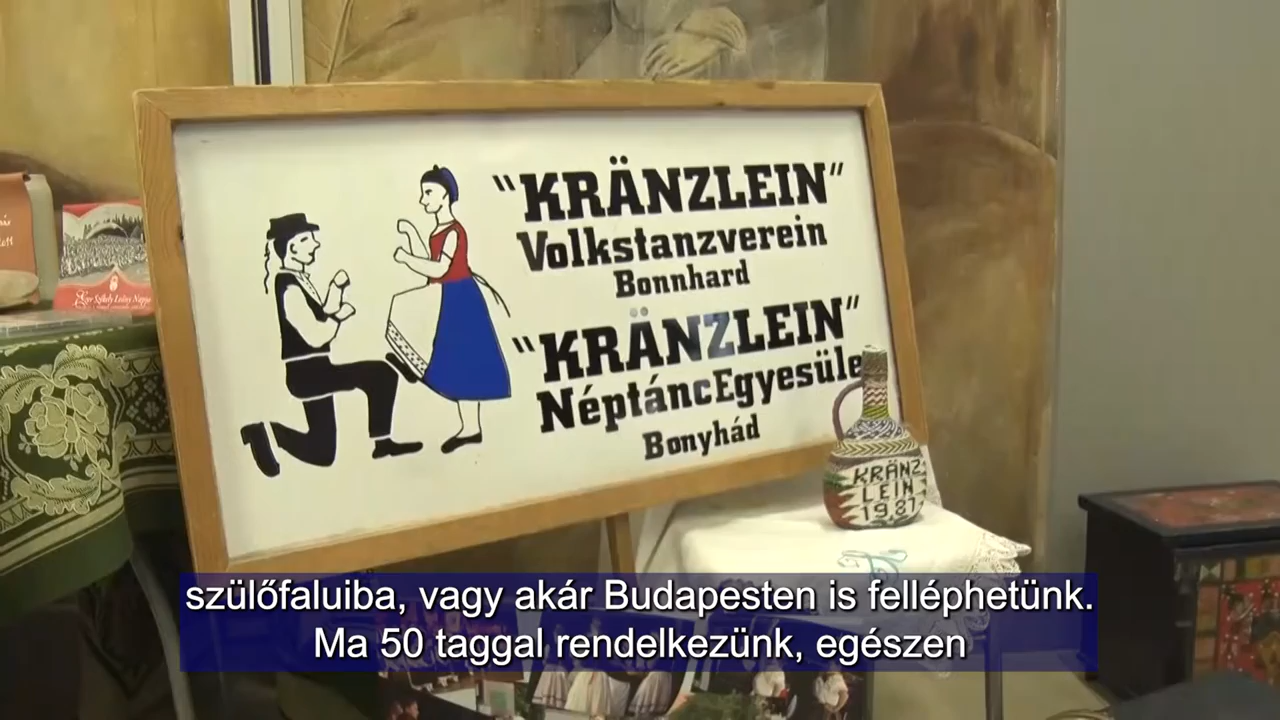 "KRÄNZLEIN"
Volkstanzverein
Bonnhard
"KRÄNZLEIN"
NéptáncEgyesüle
Bonyhád
KRÄNZ
LEIN
1987
szülőfaluiba, vagy akár Budapesten is felléphetünk.
Ma 50 taggal rendelkezünk, egészen